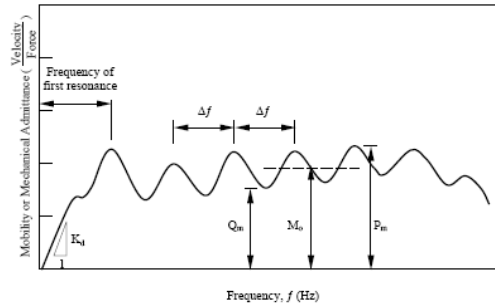 Mobility or Mechanical Admittance (Velocity/Force)
Frequency of
first resonance
Δf
Δf
K_d
1
Q_m
M_o
P_m
Frequency, f (Hz)